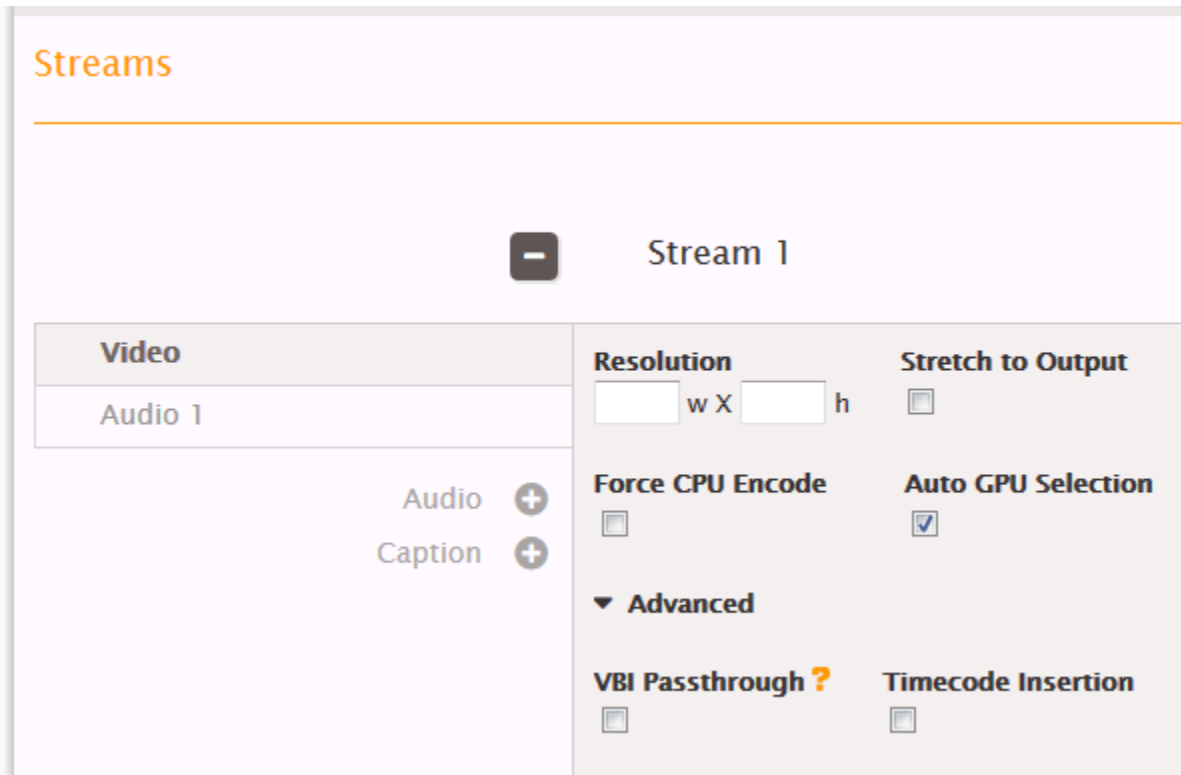 Streams
Stream 1
Video
Audio 1
Audio
Caption
Resolution
w X h
Stretch to Output
Force CPU Encode
Auto GPU Selection
Advanced
VBI Passthrough ?
Timecode Insertion